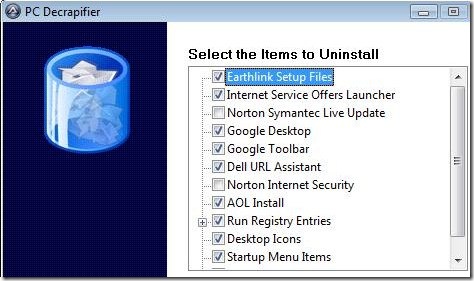 PC Decrapifier
Select the Items to Uninstall
Earthlink Setup Files
Internet Service Offers Launcher
Norton Symantec Live Update
Google Desktop
Google Toolbar
Dell URL Assistant
Norton Internet Security
AOL Install
Run Registry Entries
Desktop Icons
Startup Menu Items